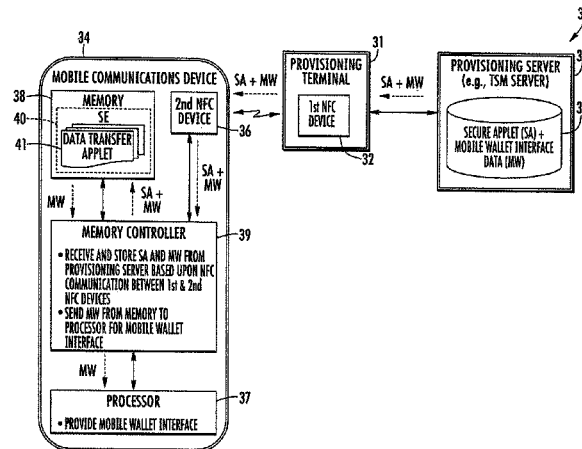 34
MOBILE COMMUNICATIONS DEVICE
38
MEMORY
40
SE
41
DATA TRANSFER
APPLET
2ND NFC
DEVICE
36
SA + MW
31
PROVISIONING
TERMINAL
1ST NFC
DEVICE
32
SA + MW
3
PROVISIONING SERVER
(e.g., TSM SERVER)
3
3
SECURE APPLET (SA) +
MOBILE WALLET INTERFACE
DATA (MW)
MW
SA +
MW
SA +
MW
MEMORY CONTROLLER
39
• RECEIVE AND STORE SA AND MW FROM
PROVISIONING SERVER BASED UPON NFC
COMMUNICATION BETWEEN 1ST & 2ND
NFC DEVICES
• SEND MW FROM MEMORY TO
PROCESSOR FOR MOBILE WALLET
INTERFACE
MW
PROCESSOR
37
• PROVIDE MOBILE WALLET INTERFACE